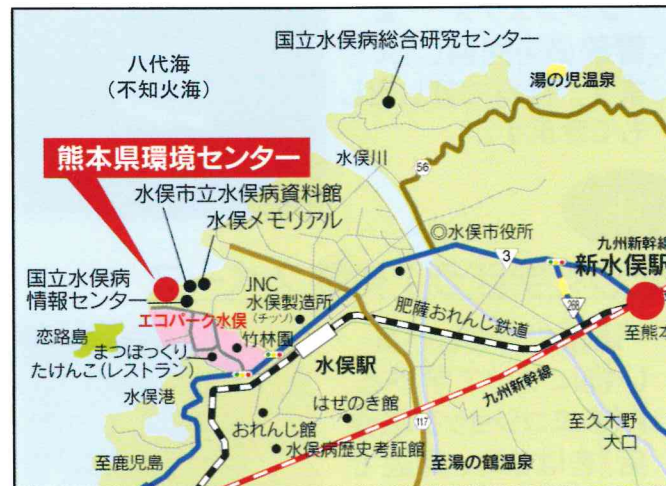 国立水俣病総合研究センター
八代海
(不知火海)
湯の児温泉
水俣川
56
熊本県環境センター
水俣市立水俣病資料館
水俣メモリアル
◎水俣市役所
3
九州新幹線
新水俣駅
国立水俣病
情報センター
JNC
水俣製造所
(チッソ)
268
肥薩おれんじ鉄道
エコパーク水俣
至熊本
恋路島
竹林園
まつぼっくり
たけんこ(レストラン)
水俣駅
水俣港
九州新幹線
はぜのき館
117
至久木野
大口
おれんじ館
水俣病歴史考証館
至鹿児島
至湯の鶴温泉